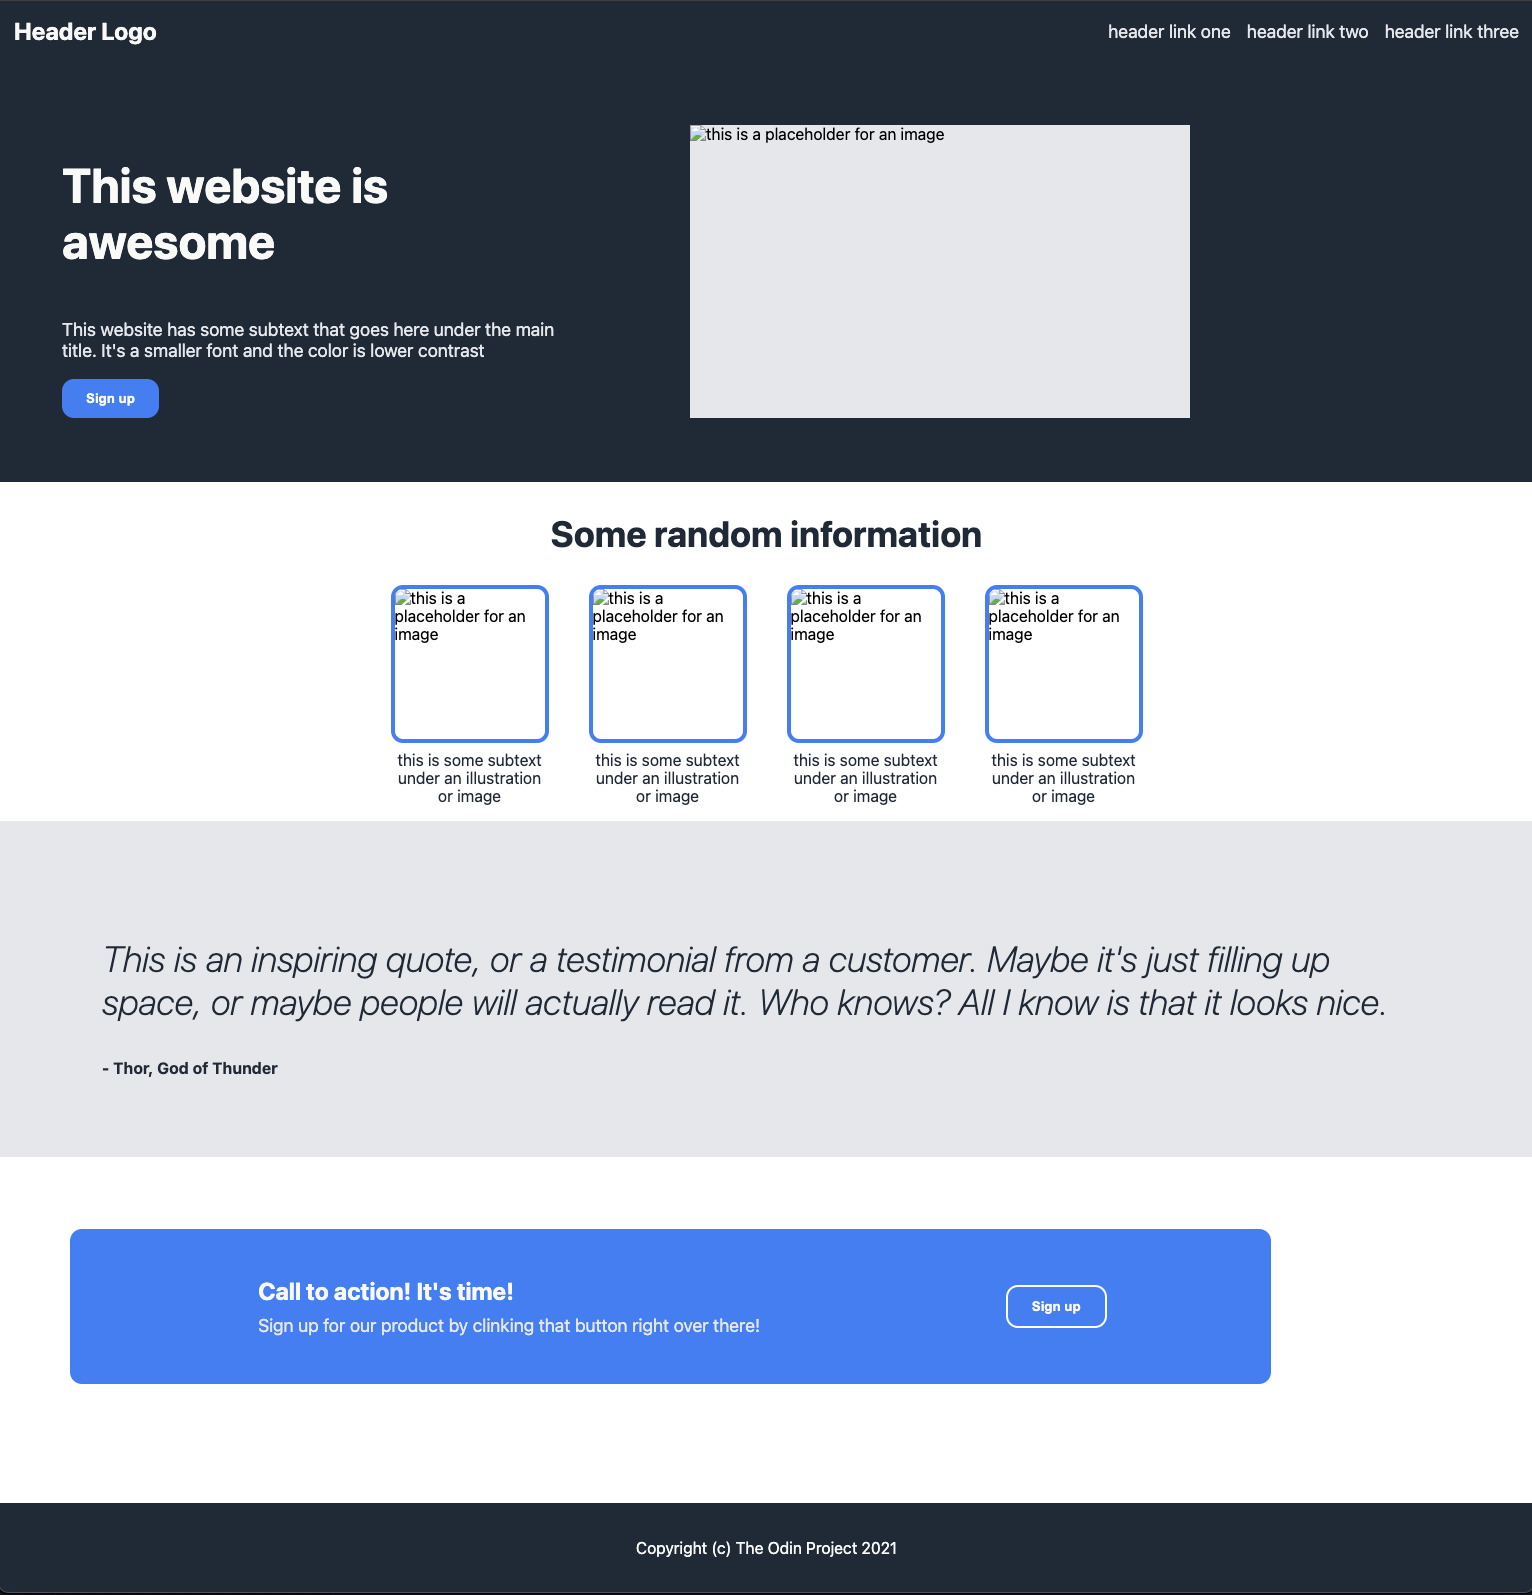 Header Logo
header link one header link two header link three
This website is
awesome
this is a placeholder for an image
This website has some subtext that goes here under the main
title. It's a smaller font and the color is lower contrast
Sign up
Some random information
this is a
placeholder for an
image
this is a
placeholder for an
image
this is a
placeholder for an
image
this is a
placeholder for an
image
this is some subtext
under an illustration
or image
this is some subtext
under an illustration
or image
this is some subtext
under an illustration
or image
this is some subtext
under an illustration
or image
This is an inspiring quote, or a testimonial from a customer. Maybe it's just filling up
space, or maybe people will actually read it. Who knows? All I know is that it looks nice.
- Thor, God of Thunder
Call to action! It's time!
Sign up for our product by clinking that button right over there!
Sign up
Copyright (c) The Odin Project 2021